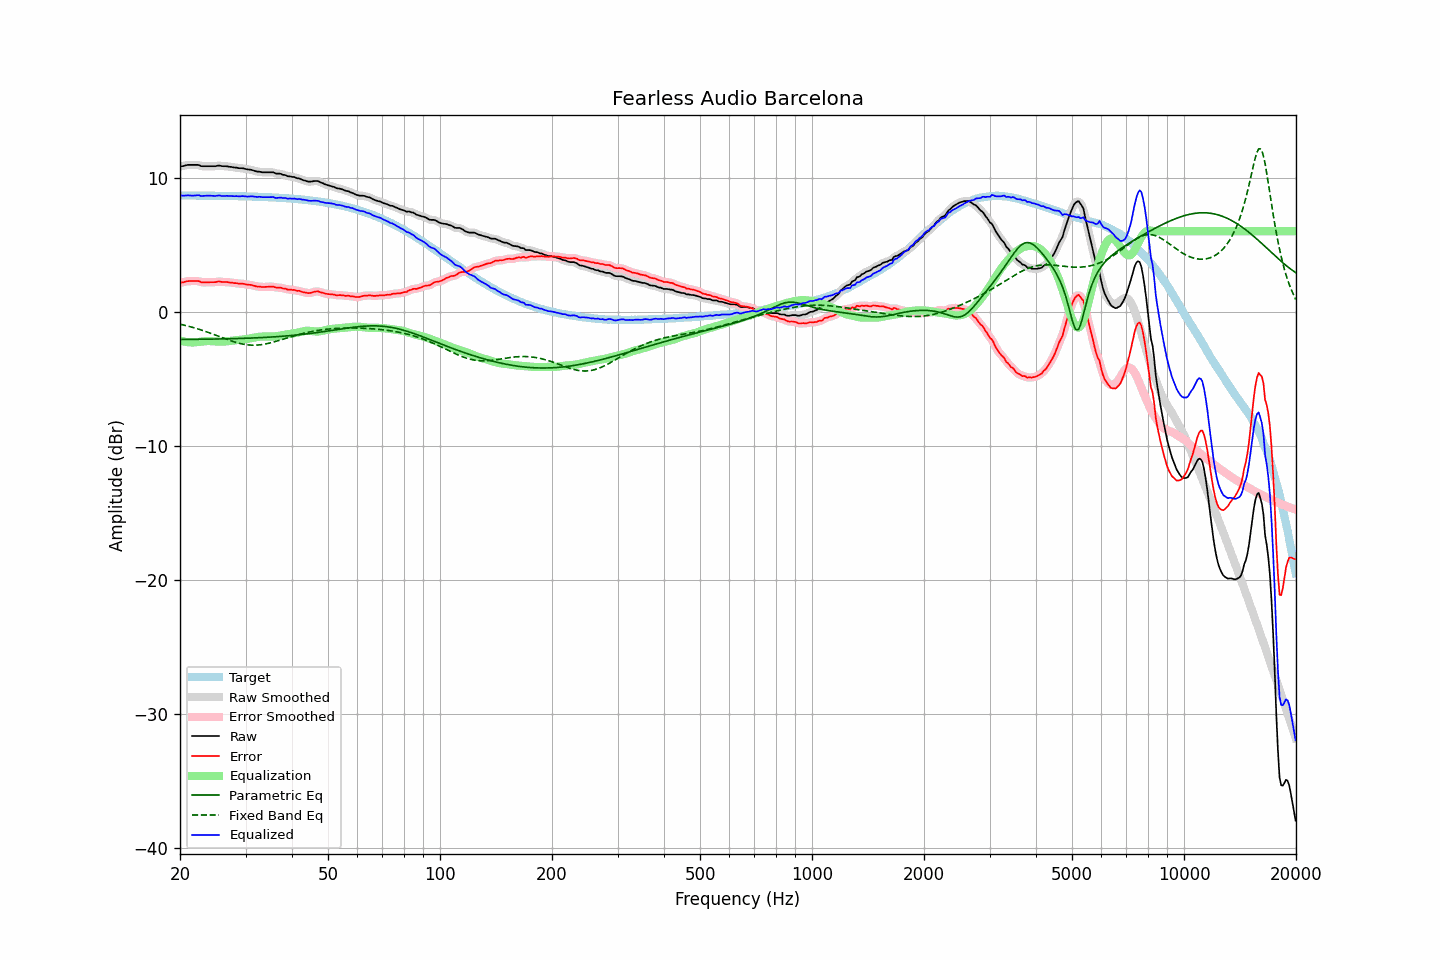 Fearless Audio Barcelona
Amplitude (dBr)
10
0
−10
−20
−30
−40
Target
Raw Smoothed
Error Smoothed
Raw
Error
Equalization
Parametric Eq
Fixed Band Eq
Equalized
20 50 100 200 500 1000 2000 5000 10000 20000
Frequency (Hz)